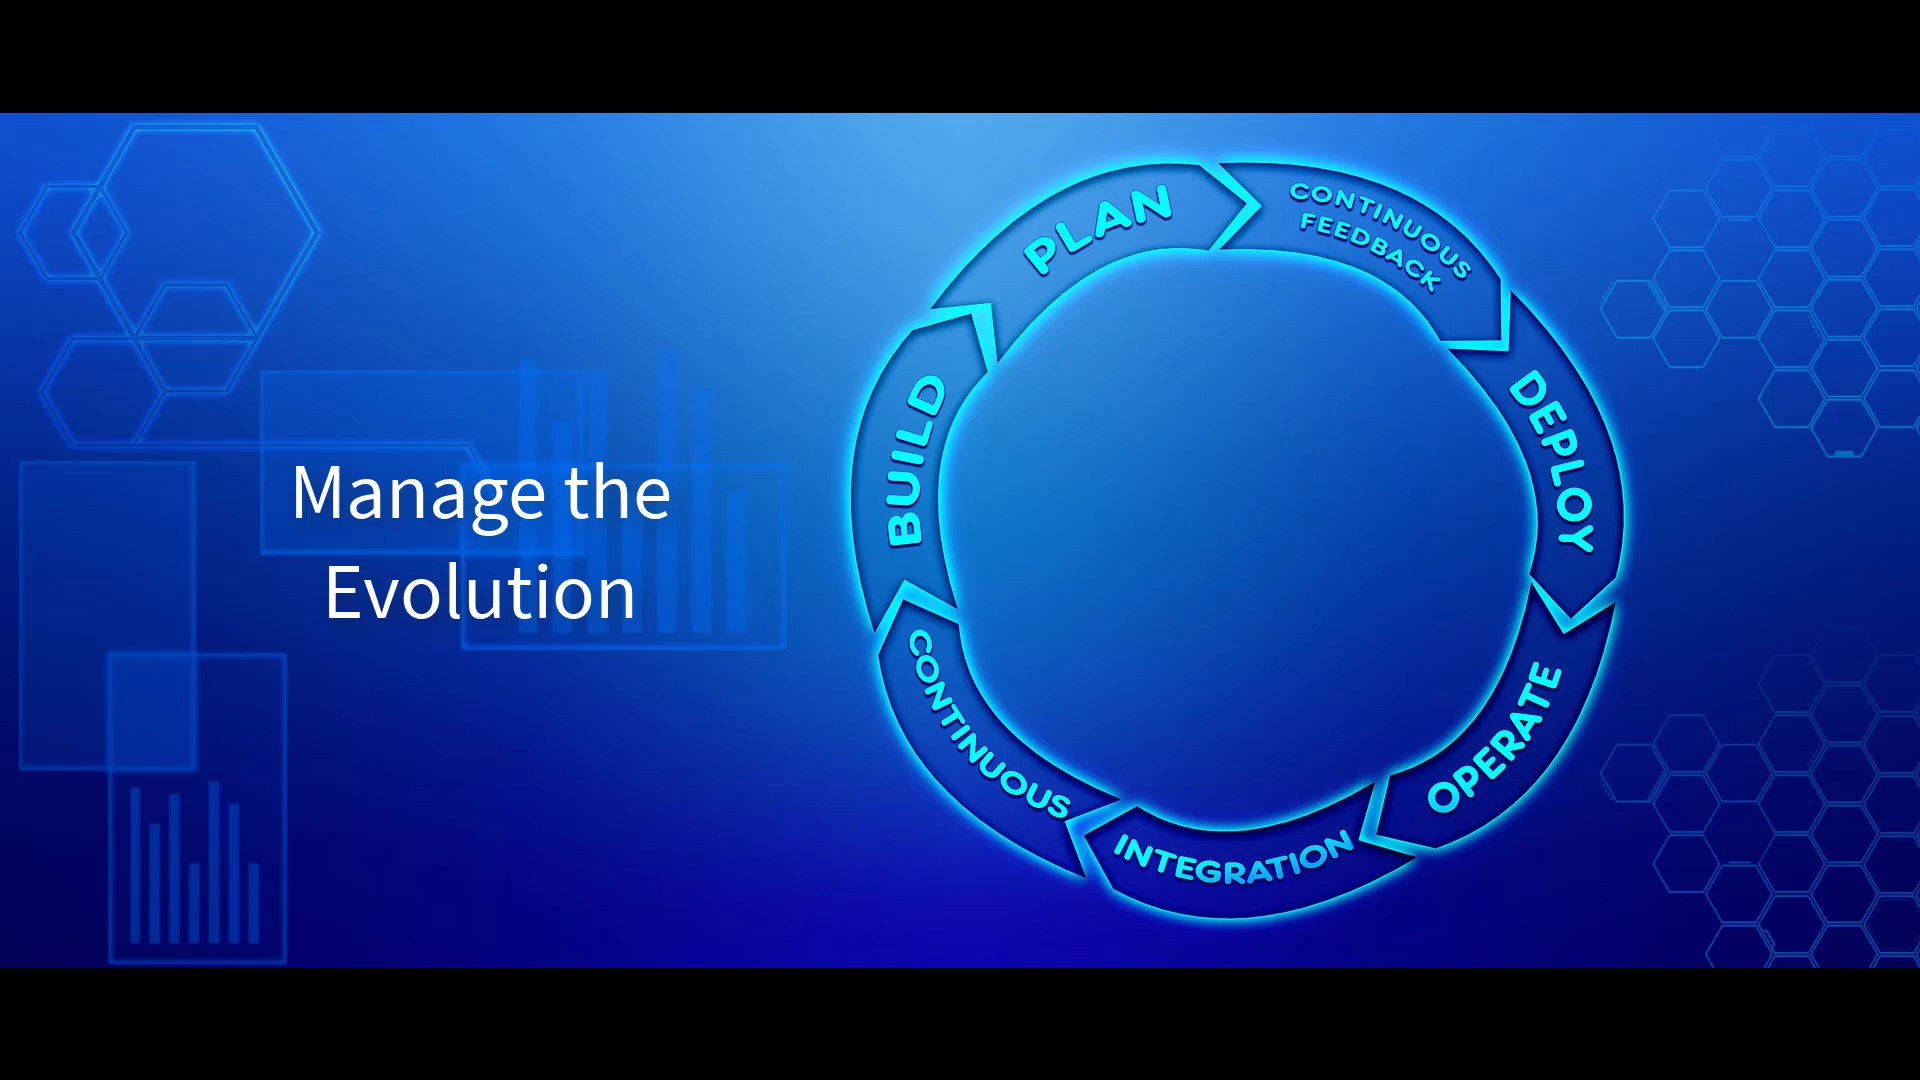 Manage the
Evolution
PLAN
CONTINUOUS
FEEDBACK
DEPLOY
OPERATE
INTEGRATION
CONTINUOUS
BUILD